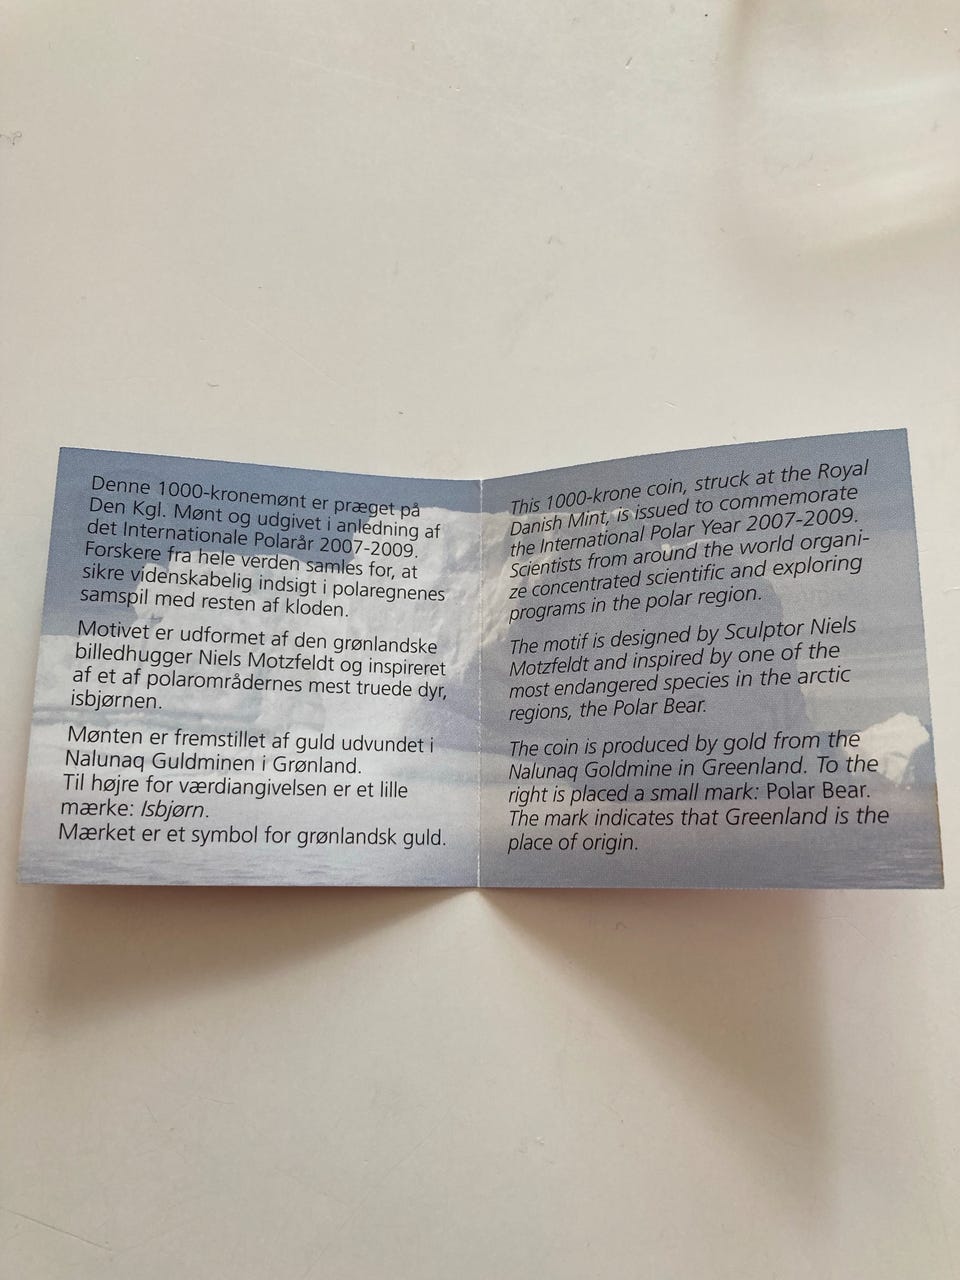 Denne 1000-kronemønt er præget på
Den Kgl. Mønt og udgivet i anledning af
det Internationale Polarår 2007-2009.
Forskere fra hele verden samles for, at
sikre videnskabelig indsigt i polaregnenes
samspil med resten af kloden.
Motivet er udformet af den grønlandske
billedhugger Niels Motzfeldt og inspireret
af et af polarområdernes mest truede dyr,
isbjørnen.
Mønten er fremstillet af guld udvundet i
Nalunaq Guldminen i Grønland.
Til højre for værdiangivelsen er et lille
mærke: Isbjørn.
Mærket er et symbol for grønlandsk guld.
This 1000-krone coin, struck at the Royal
Danish Mint, is issued to commemorate
the International Polar Year 2007-2009.
Scientists from around the world organi-
ze concentrated scientific and exploring
programs in the polar region.
The motif is designed by Sculptor Niels
Motzfeldt and inspired by one of the
most endangered species in the arctic
regions, the Polar Bear.
The coin is produced by gold from the
Nalunaq Goldmine in Greenland. To the
right is placed a small mark: Polar Bear.
The mark indicates that Greenland is the
place of origin.